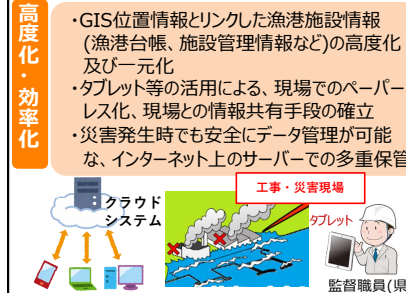 高度化・効率化
・GIS位置情報とリンクした漁港施設情報
(漁港台帳、施設管理情報など)の高度化
及び一元化
・タブレット等の活用による、現場でのペーパー
レス化、現場との情報共有手段の確立
・災害発生時でも安全にデータ管理が可能
な、インターネット上のサーバーでの多重保管
クラウド
システム
工事・災害現場
タブレット
監督職員(県